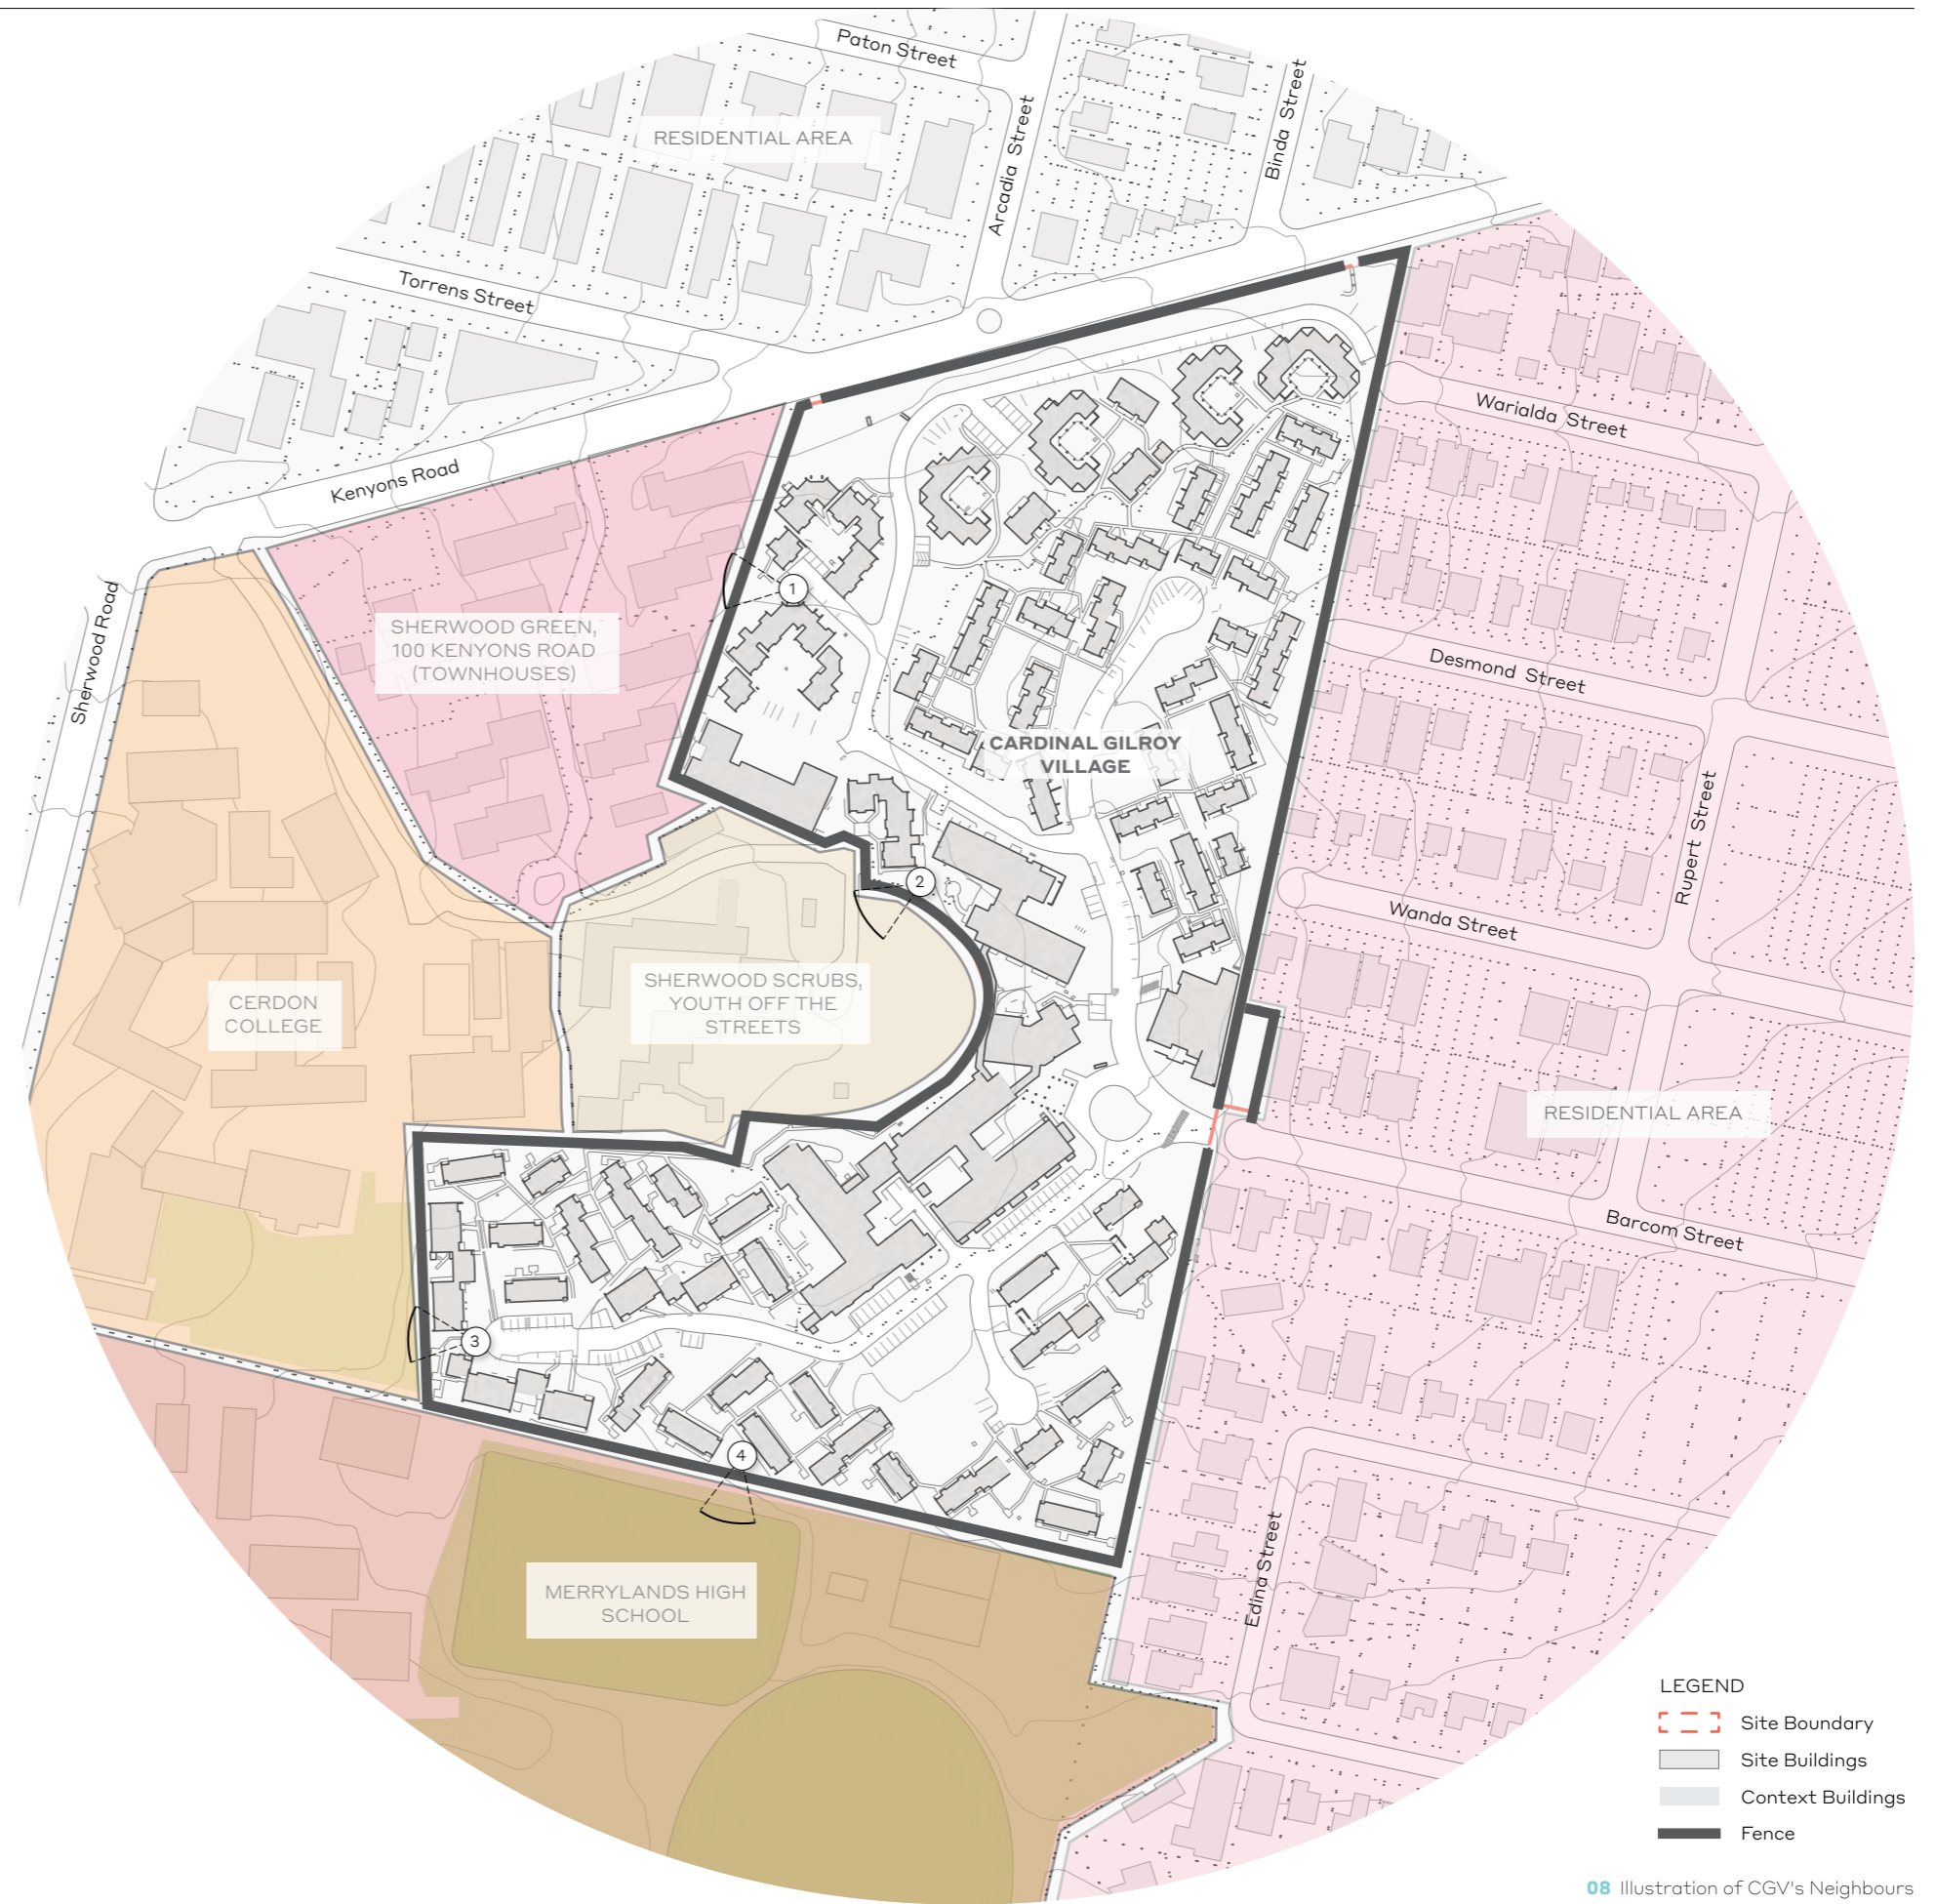 Paton Street
Binda Street
Arcadia Street
RESIDENTIAL AREA
Torrens Street
Kenyons Road
Warialda Street
Sherwood Road
1
SHERWOOD GREEN,
100 KENYONS ROAD
(TOWNHOUSES)
Desmond Street
CARDINAL GILROY
VILLAGE
Rupert Street
2
Wanda Street
SHERWOOD SCRUBS,
YOUTH OFF THE
STREETS
CERDON
COLLEGE
RESIDENTIAL AREA
Barcom Street
3
4
Edina Street
MERRYLANDS HIGH
SCHOOL
LEGEND
Site Boundary
Site Buildings
Context Buildings
Fence
08 Illustration of CGV's Neighbours